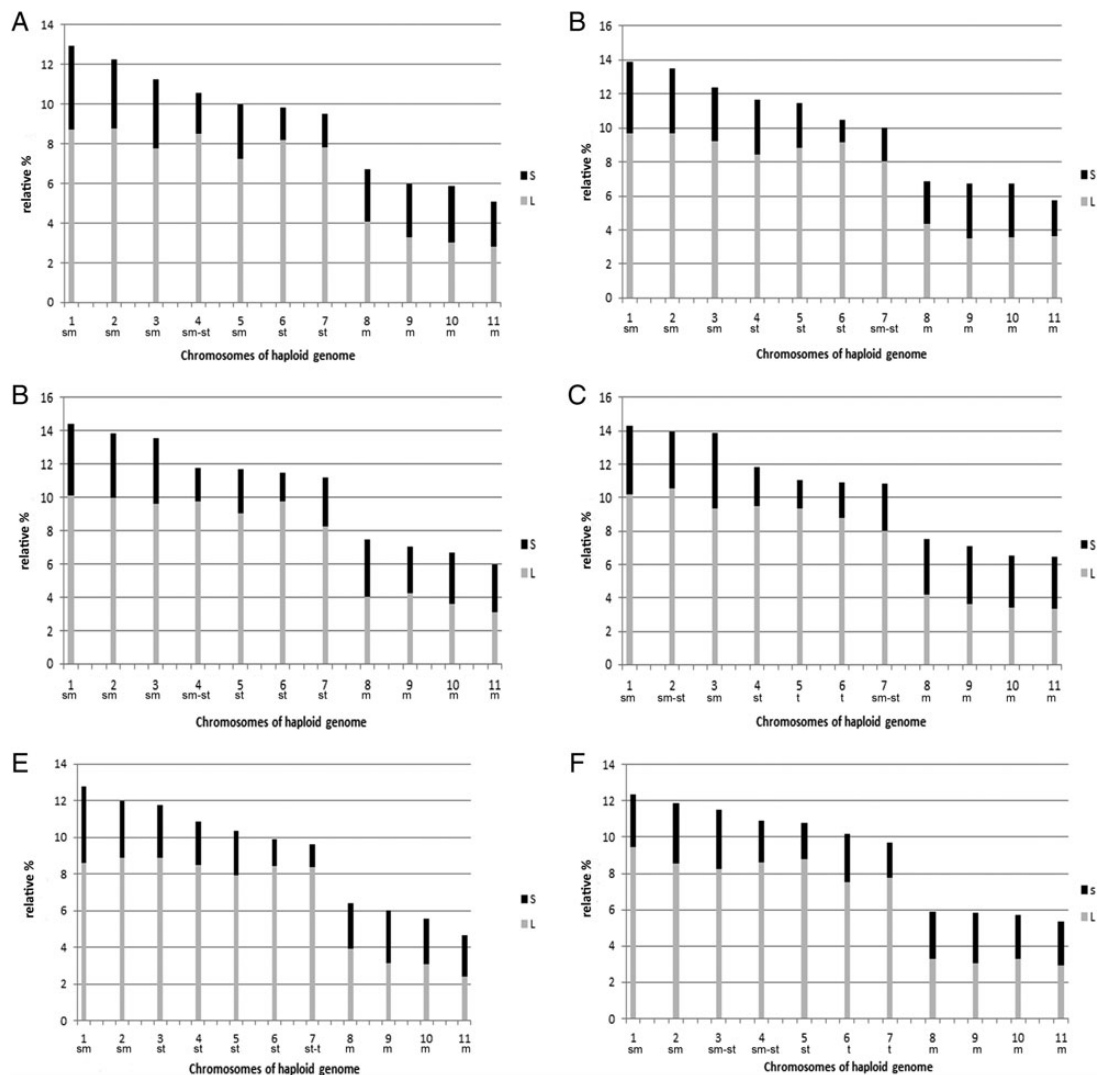 A
14
12
10
8
6
4
2
0
relative %
S
L
1 2 3 4 5 6 7 8 9 10 11
sm sm sm sm-st sm st st m m m m
Chromosomes of haploid genome
B
16
14
12
10
8
6
4
2
0
relative %
S
L
1 2 3 4 5 6 7 8 9 10 11
sm sm sm st st st sm-st m m m m
Chromosomes of haploid genome
B
16
14
12
10
8
6
4
2
0
relative %
S
L
1 2 3 4 5 6 7 8 9 10 11
sm sm sm sm-st st st st m m m m
Chromosomes of haploid genome
C
16
14
12
10
8
6
4
2
0
relative %
S
L
1 2 3 4 5 6 7 8 9 10 11
sm sm-st sm st t t sm-st m m m m
Chromosomes of haploid genome
E
14
12
10
8
6
4
2
0
relative %
S
L
1 2 3 4 5 6 7 8 9 10 11
sm sm st st st st st-t m m m m
Chromosomes of haploid genome
F
14
12
10
8
6
4
2
0
relative %
s
L
1 2 3 4 5 6 7 8 9 10 11
sm sm sm-st sm-st st t t m m m m
Chromosomes of haploid genome